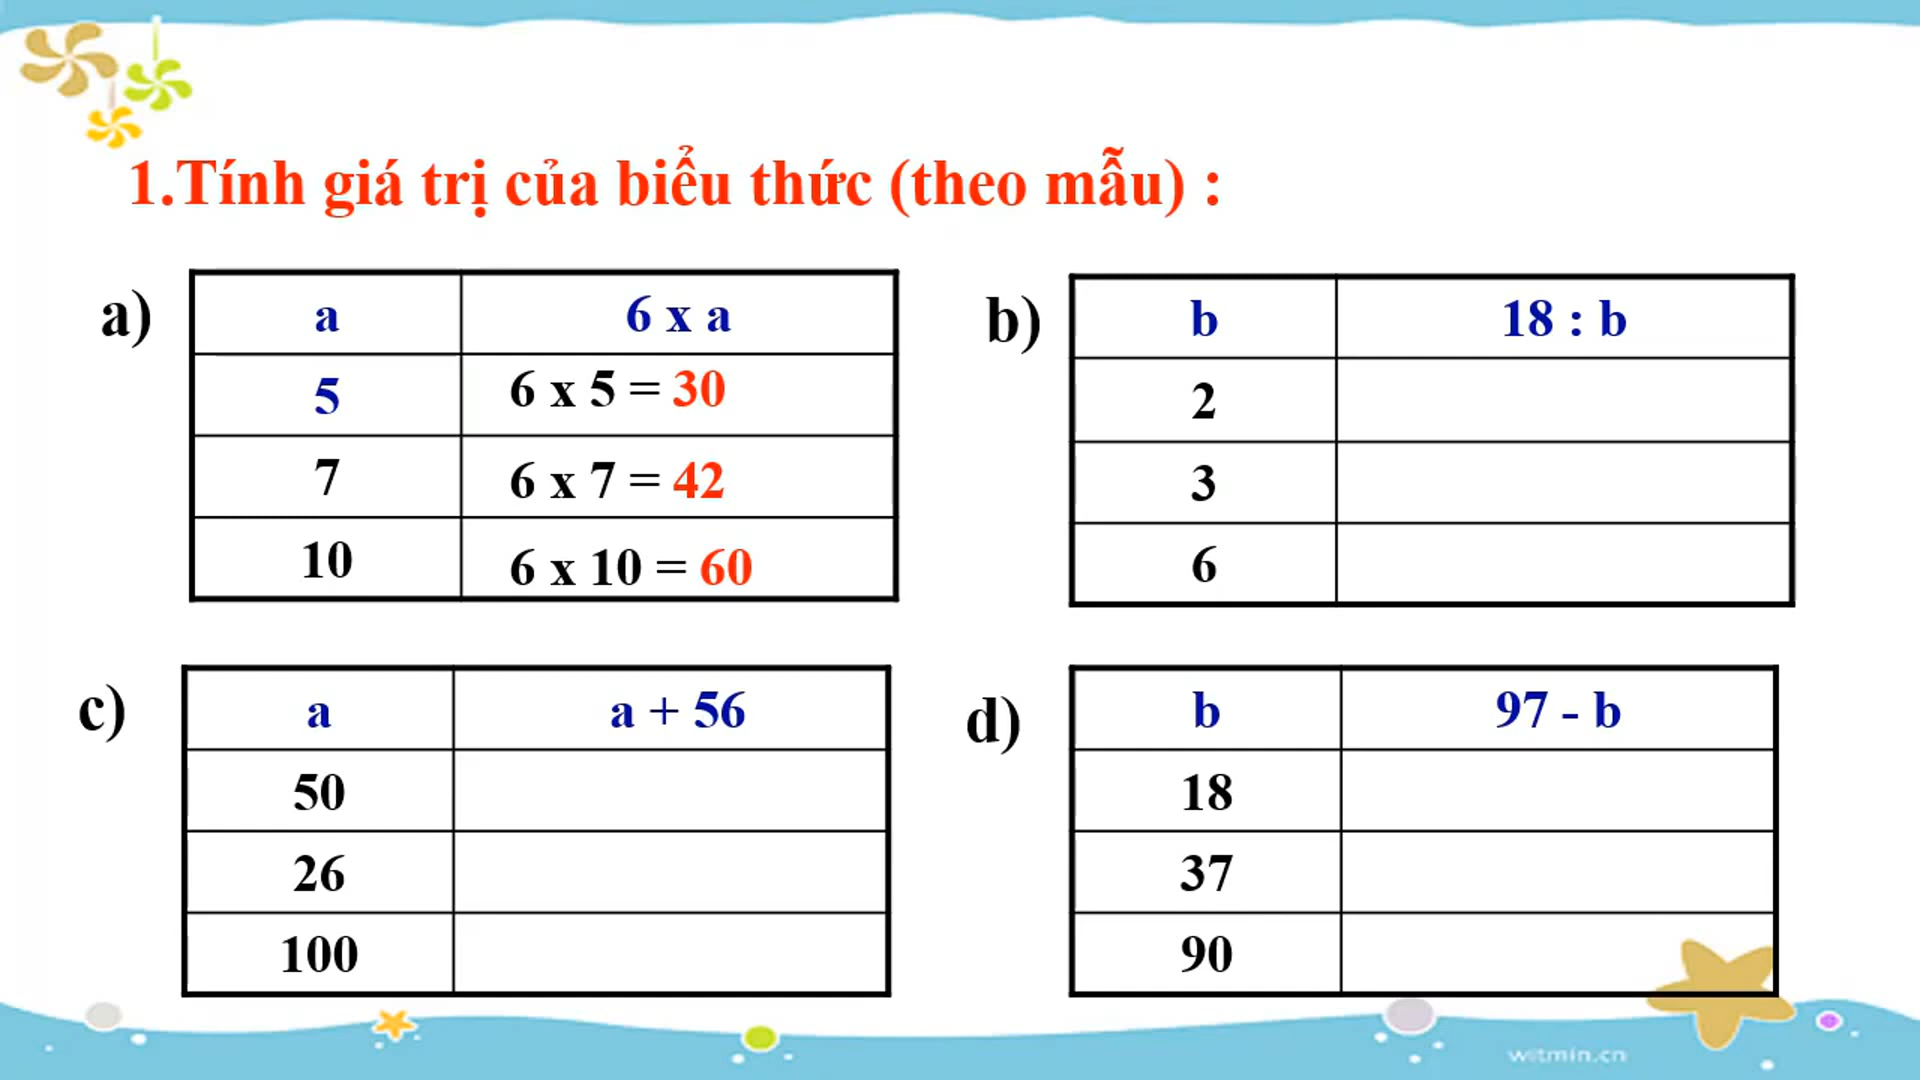 1.Tính giá trị của biểu thức (theo mẫu) :
a)
a 6 x a
5 6 x 5 = 30
7 6 x 7 = 42
10 6 x 10 = 60
b)
b 18 : b
2
3
6
c)
a a + 56
50
26
100
d)
b 97 - b
18
37
90
witmin.cn